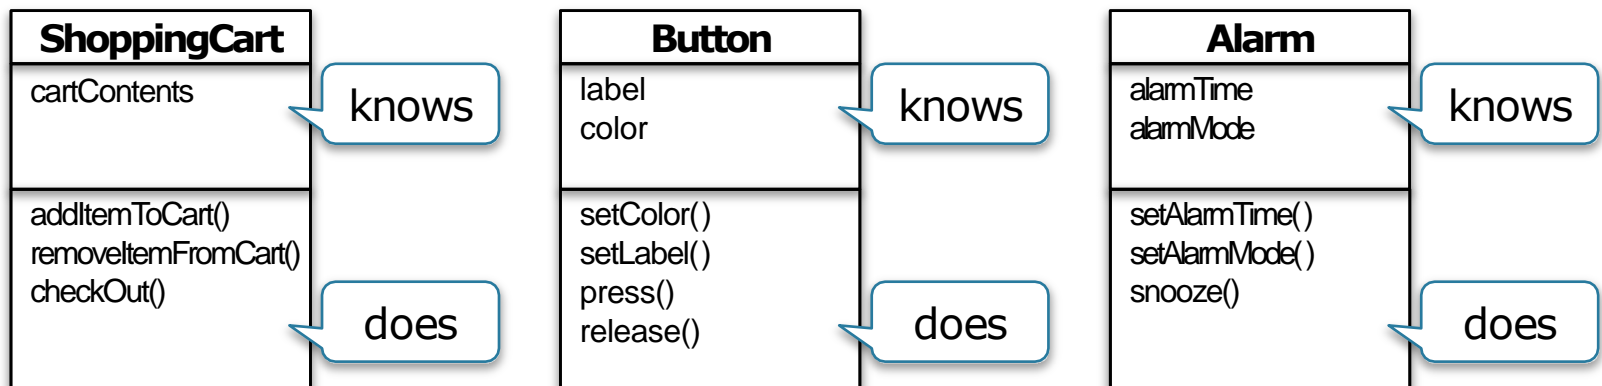 ShoppingCart
cartContents
knows
addItemToCart()
removeItemFromCart()
checkOut()
does
Button
label
color
knows
setColor()
setLabel()
press()
release()
does
Alarm
alarmTime
alarmMode
knows
setAlarmTime()
setAlarmMode()
snooze()
does